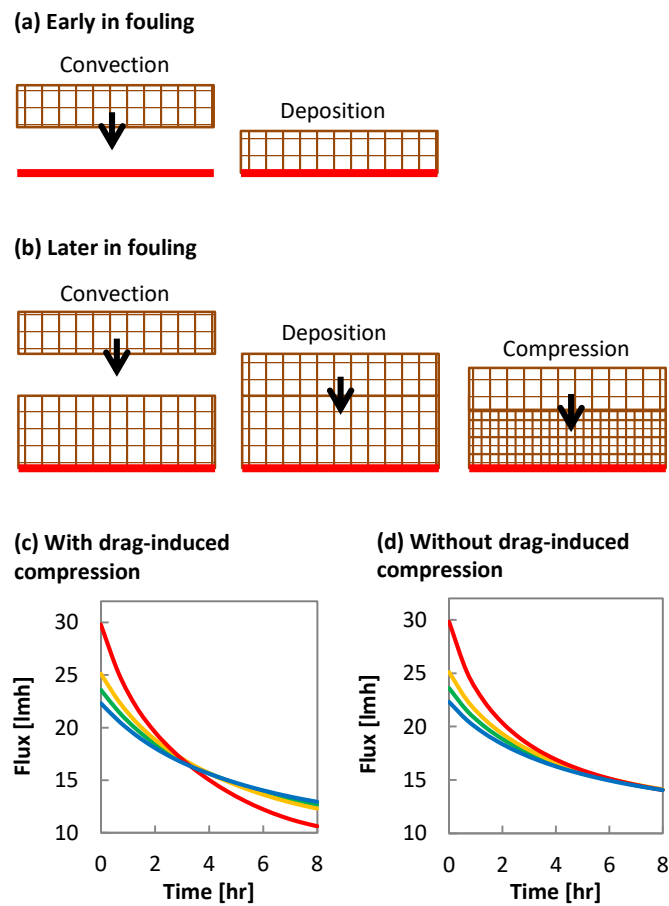 (a) Early in fouling
Convection
Deposition
(b) Later in fouling
Convection
Deposition
Compression
(c) With drag-induced
compression
30
25
20
15
10
Flux [lmh]
0 2 4 6 8
Time [hr]
(d) Without drag-induced
compression
30
25
20
15
10
Flux [lmh]
0 2 4 6 8
Time [hr]